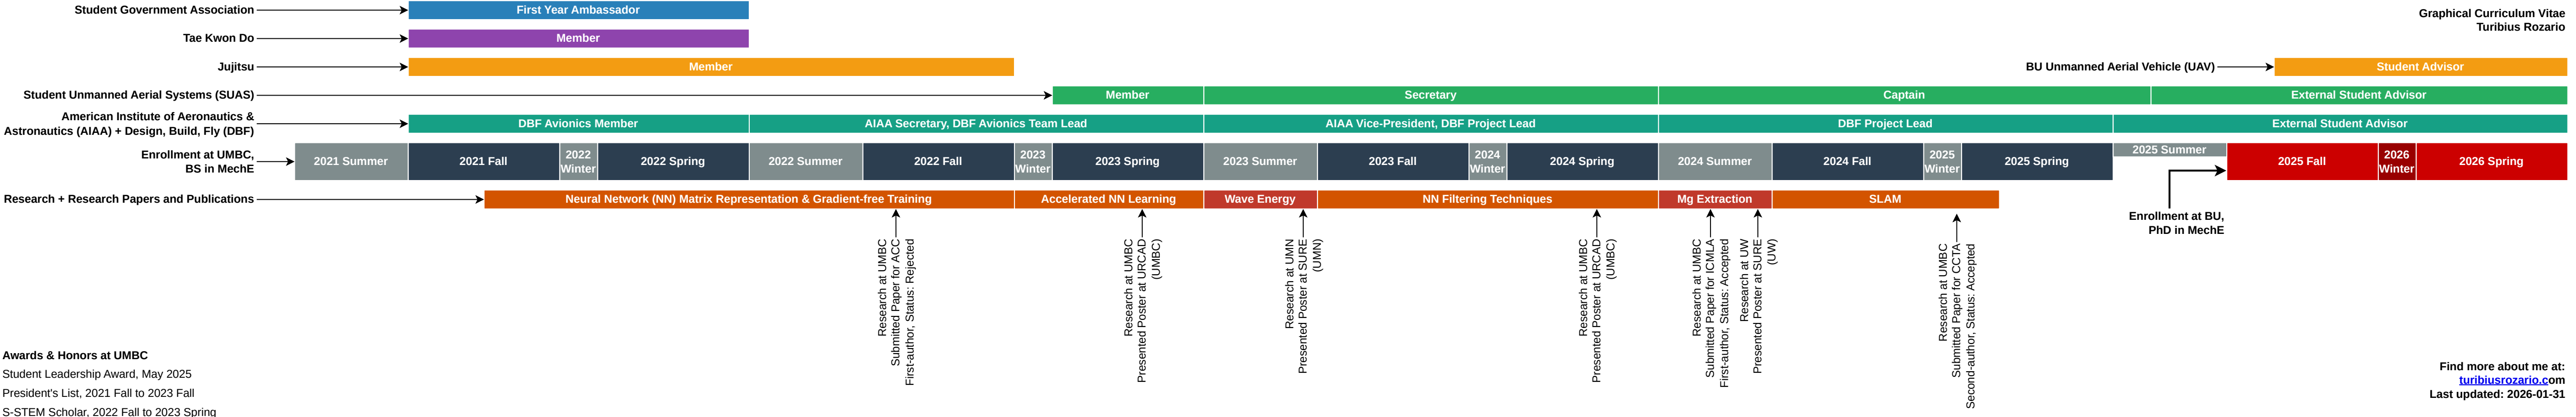 Graphical Curriculum Vitae
Turibius Rozario
Student Government Association
First Year Ambassador
Tae Kwon Do
Member
Jujitsu
Member
BU Unmanned Aerial Vehicle (UAV)
Student Advisor
Student Unmanned Aerial Systems (SUAS)
Member
Secretary
Captain
External Student Advisor
American Institute of Aeronautics &
Astronautics (AIAA) + Design, Build, Fly (DBF)
DBF Avionics Member
AIAA Secretary, DBF Avionics Team Lead
AIAA Vice-President, DBF Project Lead
DBF Project Lead
External Student Advisor
Enrollment at UMBC,
BS in MechE
2021 Summer
2021 Fall
2022
Winter
2022 Spring
2022 Summer
2022 Fall
2023
Winter
2023 Spring
2023 Summer
2023 Fall
2024
Winter
2024 Spring
2024 Summer
2024 Fall
2025
Winter
2025 Spring
2025 Summer
2025 Fall
2026
Winter
2026 Spring
Enrollment at BU,
PhD in MechE
Research + Research Papers and Publications
Neural Network (NN) Matrix Representation & Gradient-free Training
Accelerated NN Learning
Wave Energy
NN Filtering Techniques
Mg Extraction
SLAM
Research at UMBC
Submitted Paper for ACC
First-author, Status: Rejected
Research at UMBC
Presented Poster at URCAD
(UMBC)
Research at UMN
Presented Poster at SURE
(UMN)
Research at UMBC
Presented Poster at URCAD
(UMBC)
Research at UMBC
Submitted Paper for ICMLA
First-author, Status: Accepted
Research at UW
Presented Poster at SURE
(UW)
Research at UMBC
Submitted Paper for CCTA
Second-author, Status: Accepted
Awards & Honors at UMBC
Student Leadership Award, May 2025
President's List, 2021 Fall to 2023 Fall
S-STEM Scholar, 2022 Fall to 2023 Spring
Find more about me at:
turibiusrozario.com
Last updated: 2026-01-31